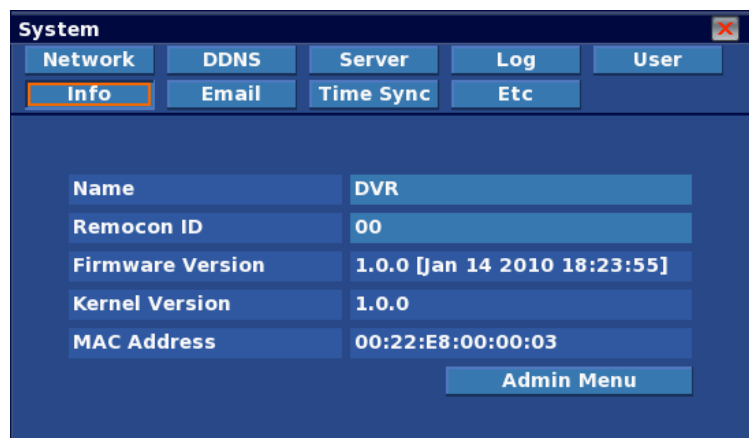 System
Network DDNS Server Log User
Info Email Time Sync Etc
Name DVR
Remocon ID 00
Firmware Version 1.0.0 [Jan 14 2010 18:23:55]
Kernel Version 1.0.0
MAC Address 00:22:E8:00:00:03
Admin Menu